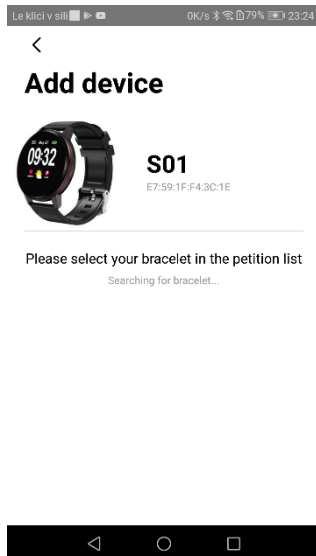 Le klici v sili 0K/s 79% 23:24
Add device
09:32
S01
E7:59:1F:F4:3C:1E
Please select your bracelet in the petition list
Searching for bracelet...